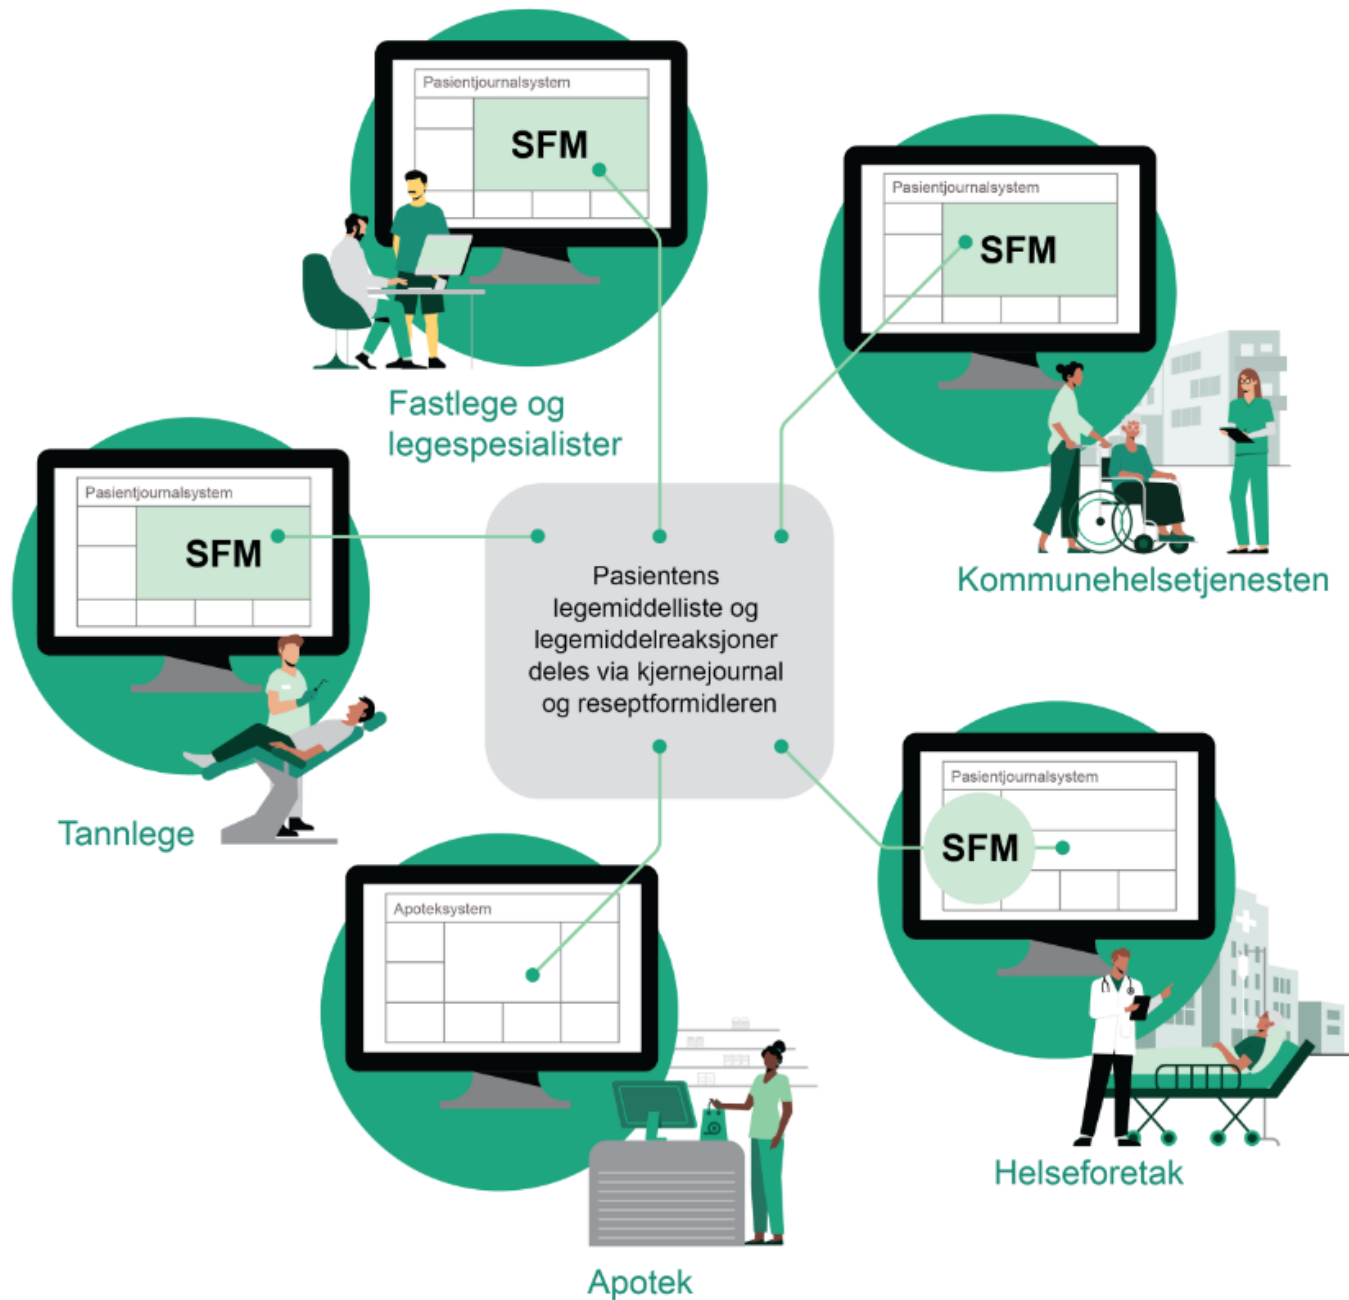 Pasientjournalsystem
SFM
Fastlege og
legespesialister
Pasientjournalsystem
SFM
Kommunehelsetjenesten
Pasientjournalsystem
SFM
Tannlege
Pasientens
legemiddelliste og
legemiddelreaksjoner
deles via kjernejournal
og reseptformidleren
Pasientjournalsystem
SFM
Helseforetak
Apoteksystem
Apotek